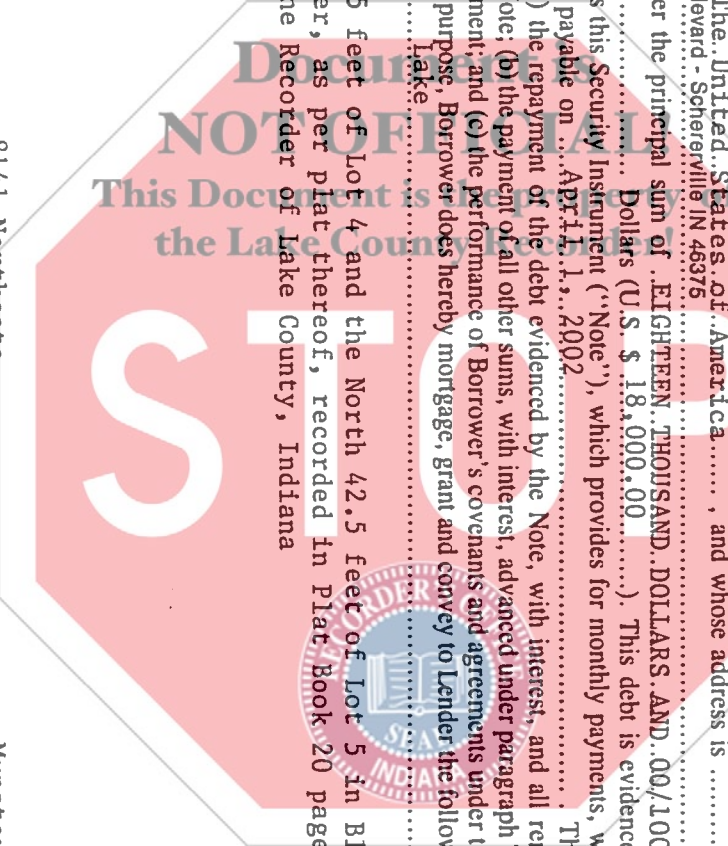 The United States of America ...... , and whose address is ..........
levard - Schererville IN 46375
er the principal sum of ..EIGHTEEN..THOUSAND..DOLLARS..AND..00/100
.......... Dollars (U.S. $ 18,000.00 ......). This debt is evidence
s this Security Instrument ("Note"), which provides for monthly payments, w
payable on ....April 1,..2002.......... . Th
) the repayment of the debt evidenced by the Note, with interest, and all re
ote; (b) the payment of all other sums, with interest, advanced under paragraph
ment; and (c) the performance of Borrower's covenants and agreements under t
purpose, Borrower does hereby mortgage, grant and convey to Lender the follow
.....Lake..........
5 feet of Lot 4 and the North 42.5 feet of Lot 5 in Bl
er, as per plat thereof, recorded in Plat Book 20 page
he Recorder of Lake County, Indiana
Document is
NOT OFFICIAL
This Document is the property o
the Lake County Recorder!
STOP
RECORDER'S OFFICE
SEAL
INDIANA